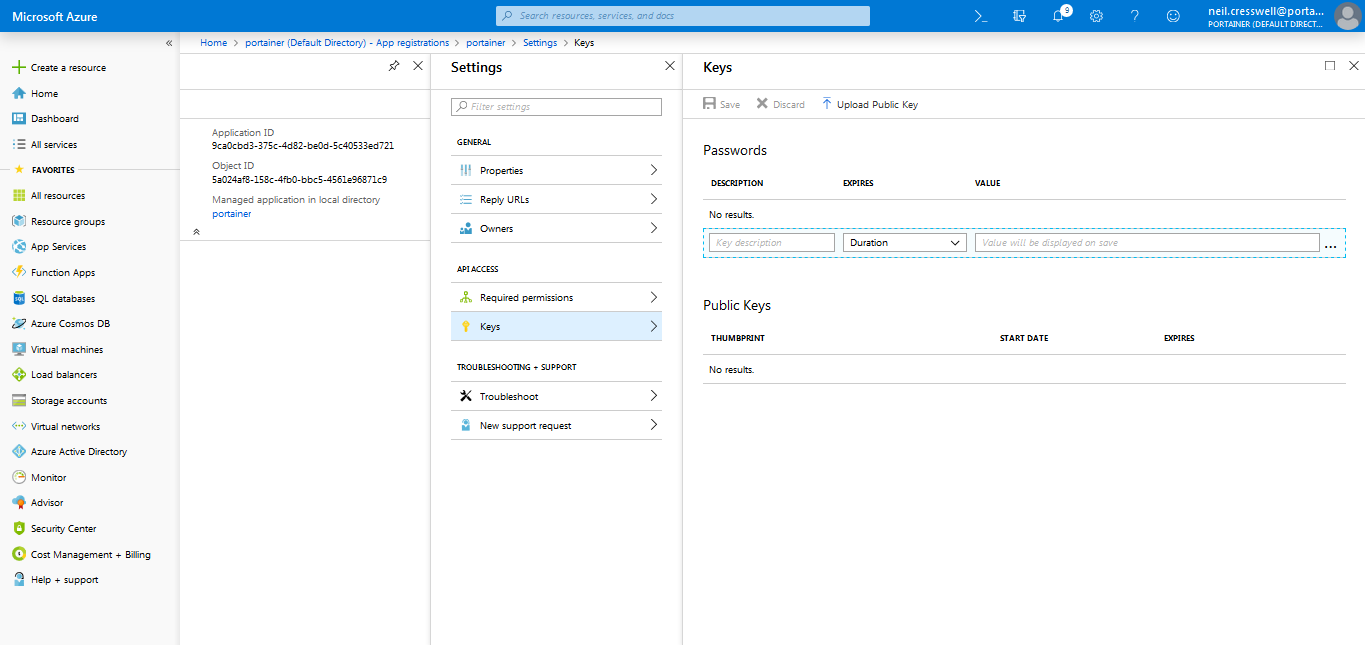 Microsoft Azure
Search resources, services, and docs
9
neil.cresswell@porta...
PORTAINER (DEFAULT DIRECT...
Home > portainer (Default Directory) - App registrations > portainer > Settings > Keys
«
Create a resource
Home
Dashboard
All services
FAVORITES
All resources
Resource groups
App Services
Function Apps
SQL databases
Azure Cosmos DB
Virtual machines
Load balancers
Storage accounts
Virtual networks
Azure Active Directory
Monitor
Advisor
Security Center
Cost Management + Billing
Help + support
Application ID
9ca0cbd3-375c-4d82-be0d-5c40533ed721
Object ID
5a024af8-158c-4fb0-bbc5-4561e96871c9
Managed application in local directory
portainer
Settings
Filter settings
GENERAL
Properties
Reply URLs
Owners
API ACCESS
Required permissions
Keys
TROUBLESHOOTING + SUPPORT
Troubleshoot
New support request
Keys
Save Discard Upload Public Key
Passwords
DESCRIPTION EXPIRES VALUE
No results.
Key description Duration Value will be displayed on save ...
Public Keys
THUMBPRINT START DATE EXPIRES
No results.